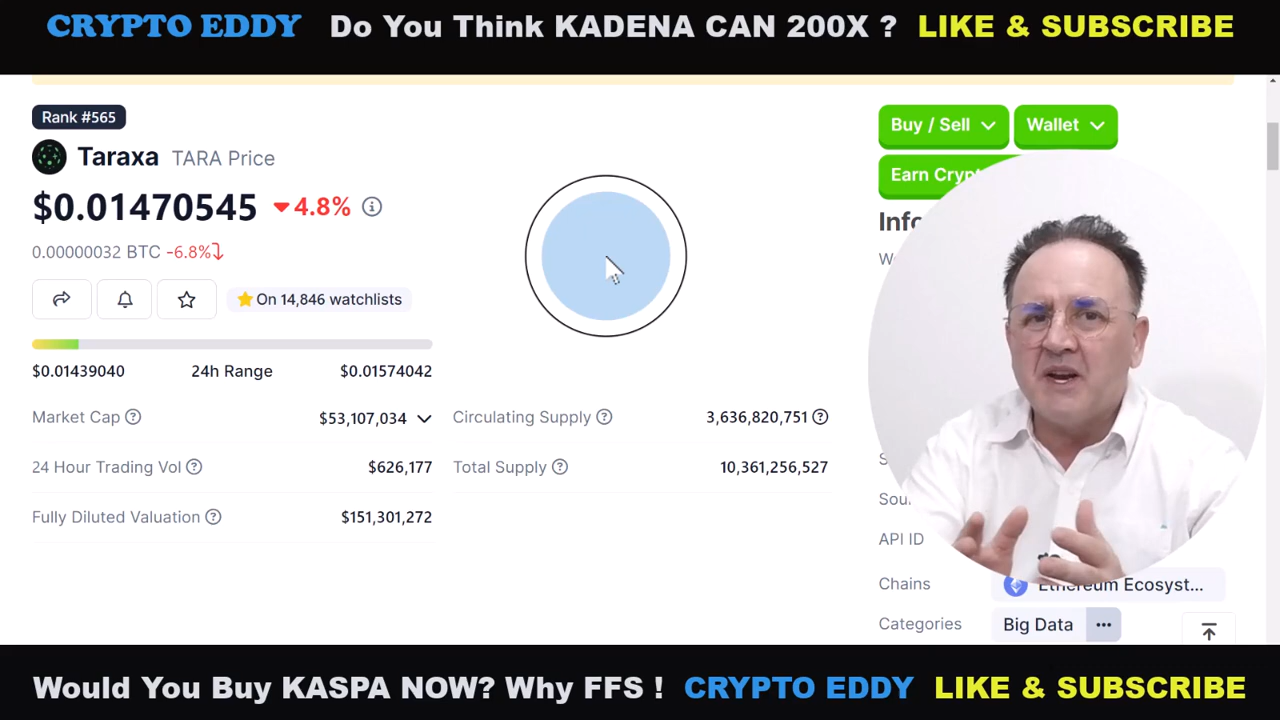 CRYPTO EDDY Do You Think KADENA CAN 200X ? LIKE & SUBSCRIBE
Rank #565
Buy / Sell Wallet
Taraxa TARA Price
Earn
$0.01470545 4.8%
0.00000032 BTC -6.8%
On 14,846 watchlists
$0.01439040 24h Range $0.01574042
Market Cap $53,107,034 Circulating Supply 3,636,820,751
24 Hour Trading Vol $626,177 Total Supply 10,361,256,527
Fully Diluted Valuation $151,301,272
API ID
Chains Ethereum Ecosyst...
Categories Big Data
Would You Buy KASPA NOW? Why FFS ! CRYPTO EDDY LIKE & SUBSCRIBE